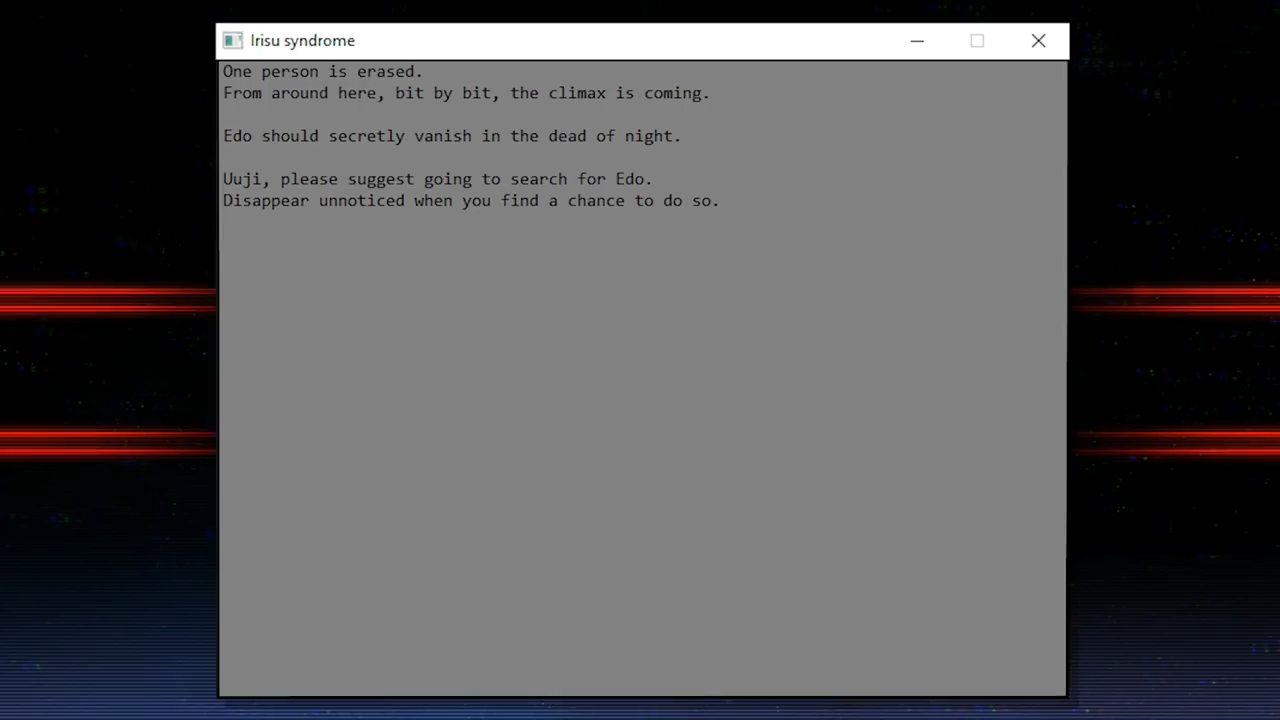 Irisu syndrome
One person is erased.
From around here, bit by bit, the climax is coming.
Edo should secretly vanish in the dead of night.
Uuji, please suggest going to search for Edo.
Disappear unnoticed when you find a chance to do so.